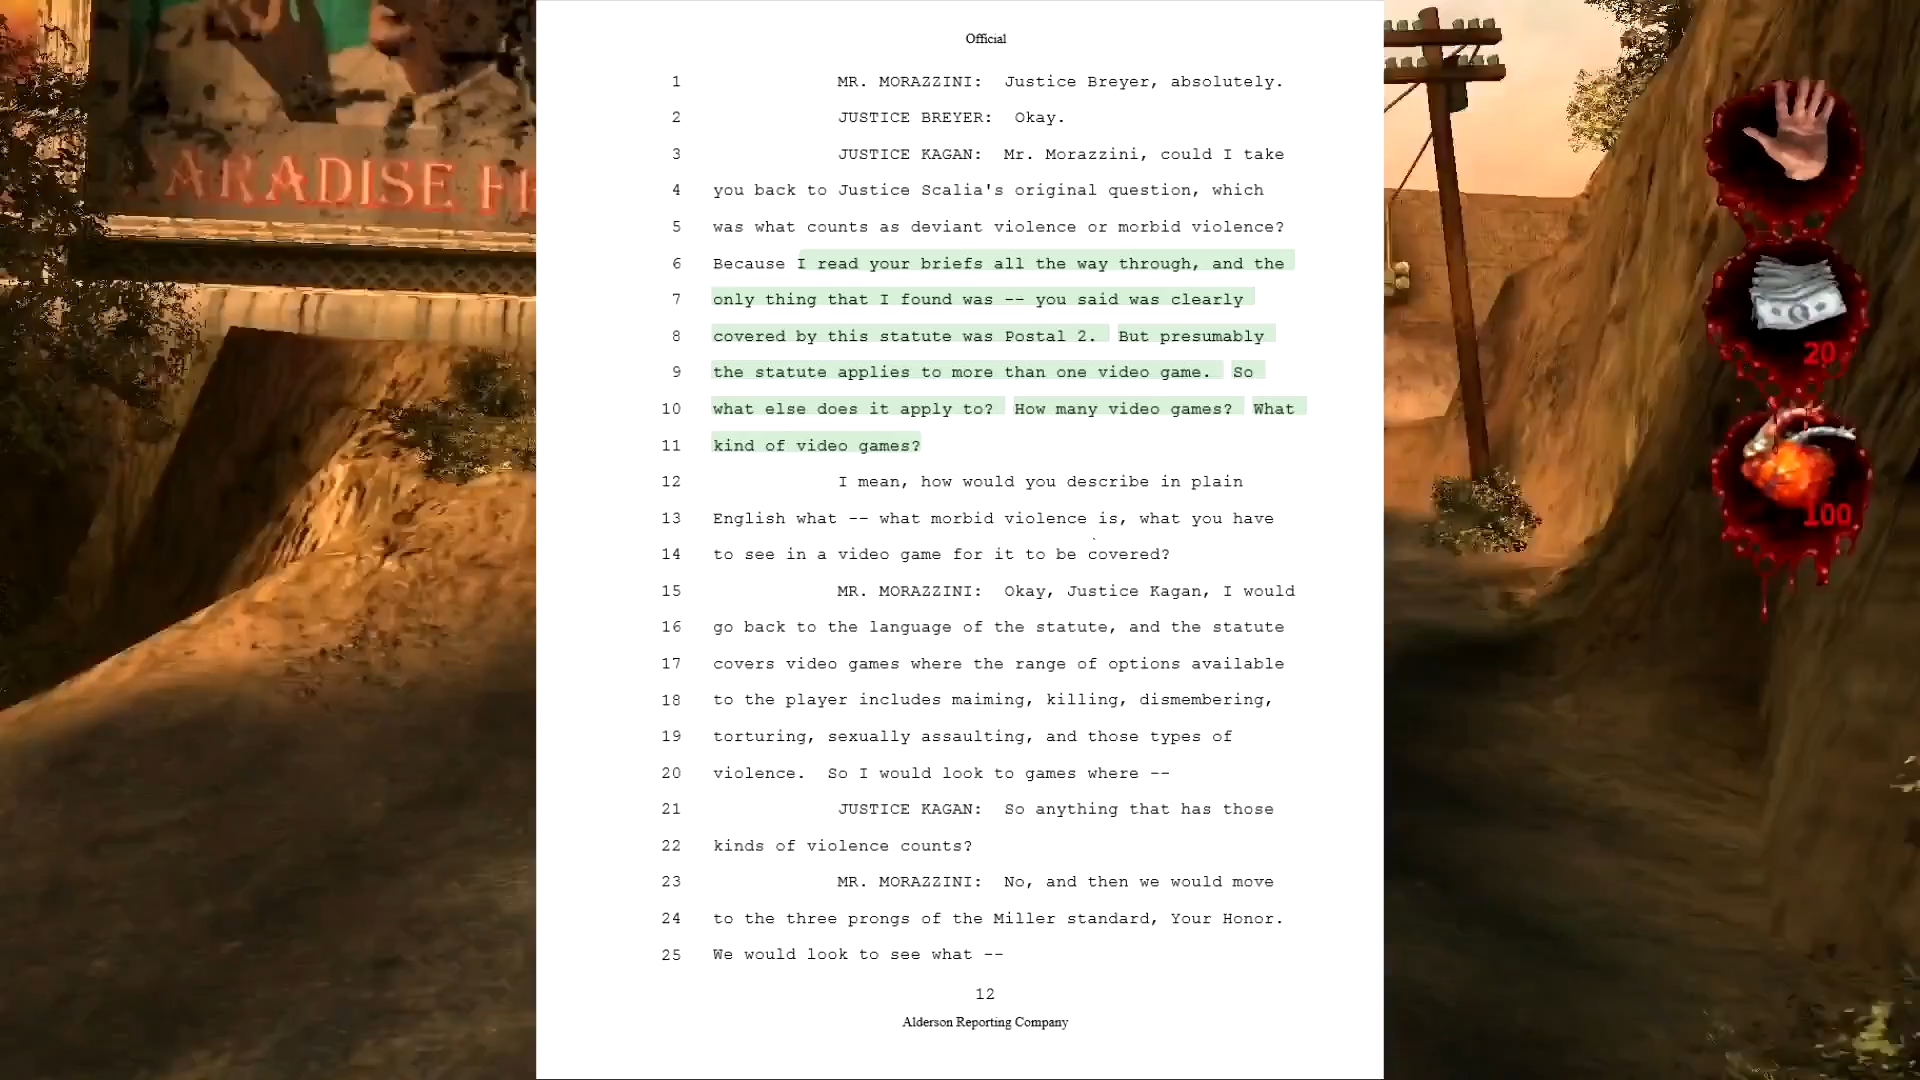 Official
1 MR. MORAZZINI: Justice Breyer, absolutely.
2 JUSTICE BREYER: Okay.
3 JUSTICE KAGAN: Mr. Morazzini, could I take
4 you back to Justice Scalia's original question, which
5 was what counts as deviant violence or morbid violence?
6 Because I read your briefs all the way through, and the
7 only thing that I found was -- you said was clearly
8 covered by this statute was Postal 2. But presumably
9 the statute applies to more than one video game. So
10 what else does it apply to? How many video games? What
11 kind of video games?
12 I mean, how would you describe in plain
13 English what -- what morbid violence is, what you have
14 to see in a video game for it to be covered?
15 MR. MORAZZINI: Okay, Justice Kagan, I would
16 go back to the language of the statute, and the statute
17 covers video games where the range of options available
18 to the player includes maiming, killing, dismembering,
19 torturing, sexually assaulting, and those types of
20 violence. So I would look to games where --
21 JUSTICE KAGAN: So anything that has those
22 kinds of violence counts?
23 MR. MORAZZINI: No, and then we would move
24 to the three prongs of the Miller standard, Your Honor.
25 We would look to see what --
12
Alderson Reporting Company
ARADISE
20
100